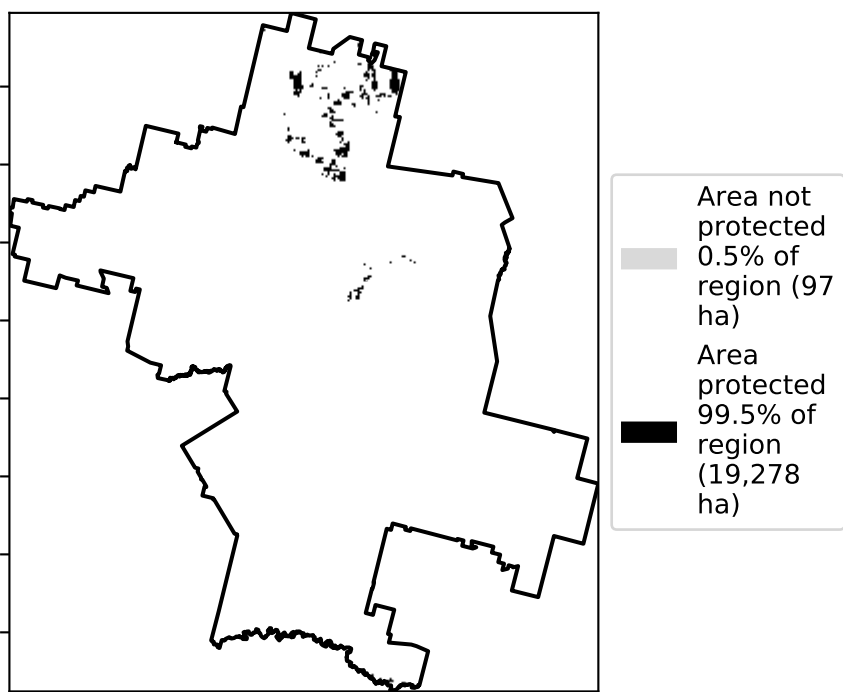 Area not
protected
0.5% of
region (97
ha)
Area
protected
99.5% of
region
(19,278
ha)